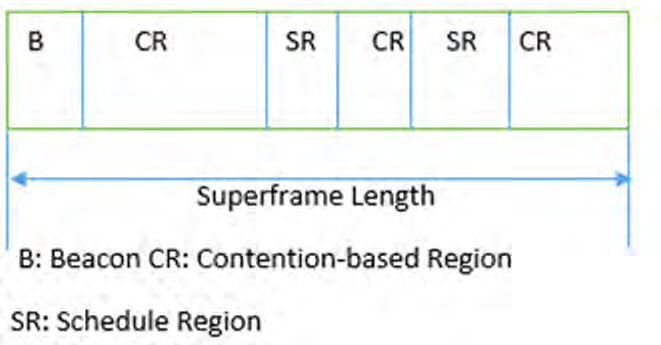 B CR SR CR SR CR
Superframe Length
B: Beacon CR: Contention-based Region
SR: Schedule Region